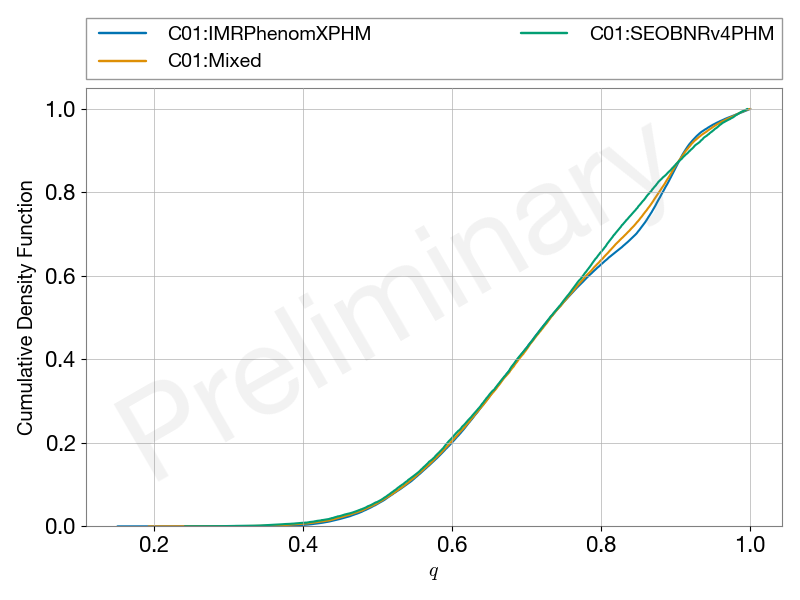 C01:IMRPhenomXPHM
C01:Mixed
C01:SEOBNRv4PHM
Preliminary
Cumulative Density Function
1.0
0.8
0.6
0.4
0.2
0.0
0.2 0.4 0.6 0.8 1.0
q